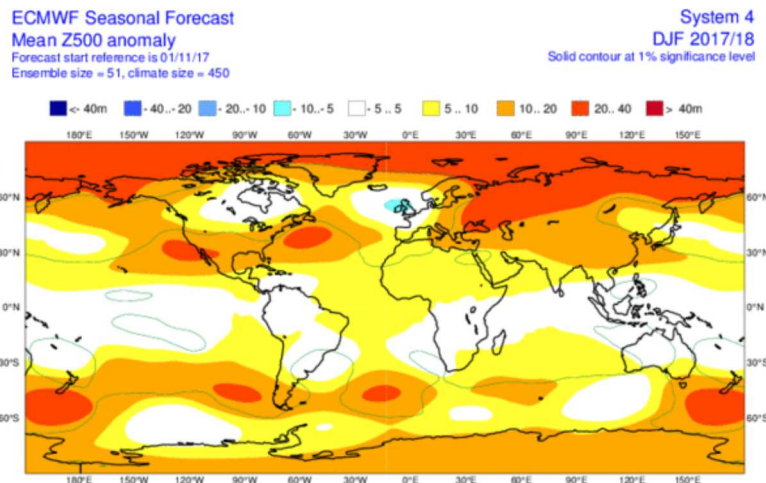 ECMWF Seasonal Forecast
Mean Z500 anomaly
Forecast start reference is 01/11/17
Ensemble size = 51, climate size = 450
System 4
DJF 2017/18
Solid contour at 1% significance level
<- 40m -40..-20 -20..-10 -10..-5 -5..5 5..10 10..20 20..40 > 40m
180°E 150°W 120°W 90°W 60°W 30°W 0°E 30°E 60°E 90°E 120°E 150°E
60°N 60°N
30°N 30°N
0°N 0°N
30°S 30°S
60°S 60°S
180°E 150°W 120°W 90°W 60°W 30°W 0°E 30°E 60°E 90°E 120°E 150°E